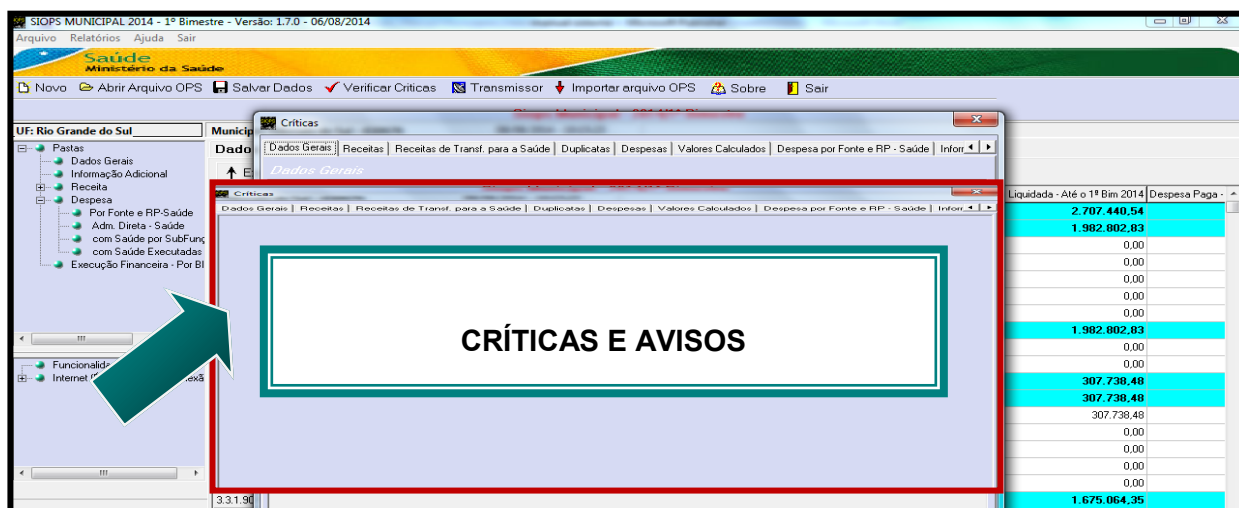 SIOPS MUNICIPAL 2014 - 1º Bimestre - Versão: 1.7.0 - 06/08/2014
Arquivo Relatórios Ajuda Sair
Saúde
Ministério da Saúde
Novo Abrir Arquivo OPS Salvar Dados Verificar Criticas Transmissor Importar arquivo OPS Sobre Sair
UF: Rio Grande do Sul
Municíp
Críticas
Dado
Dados Gerais Receitas Receitas de Transf. para a Saúde Duplicatas Despesas Valores Calculados Despesa por Fonte e RP - Saúde Inforr
E
Dados Gerais
Pastas
Dados Gerais
Informação Adicional
Receita
Despesa
Por Fonte e RP-Saúde
Adm. Direta - Saúde
com Saúde por SubFunç
com Saúde Executadas
Execução Financeira - Por Bl
Funcionalida
Internet
exã
Críticas
Dados Gerais Receitas Receitas de Transf. para a Saúde Duplicatas Despesas Valores Calculados Despesa por Fonte e RP - Saúde Inforr
CRÍTICAS E AVISOS
3.3.1.90
Liquidada - Até o 1º Bim 2014 Despesa Paga -
2.707.440,54
1.982.802,83
0,00
0,00
0,00
0,00
0,00
1.982.802,83
0,00
0,00
307.738,48
307.738,48
307.738,48
0,00
0,00
0,00
0,00
1.675.064,35